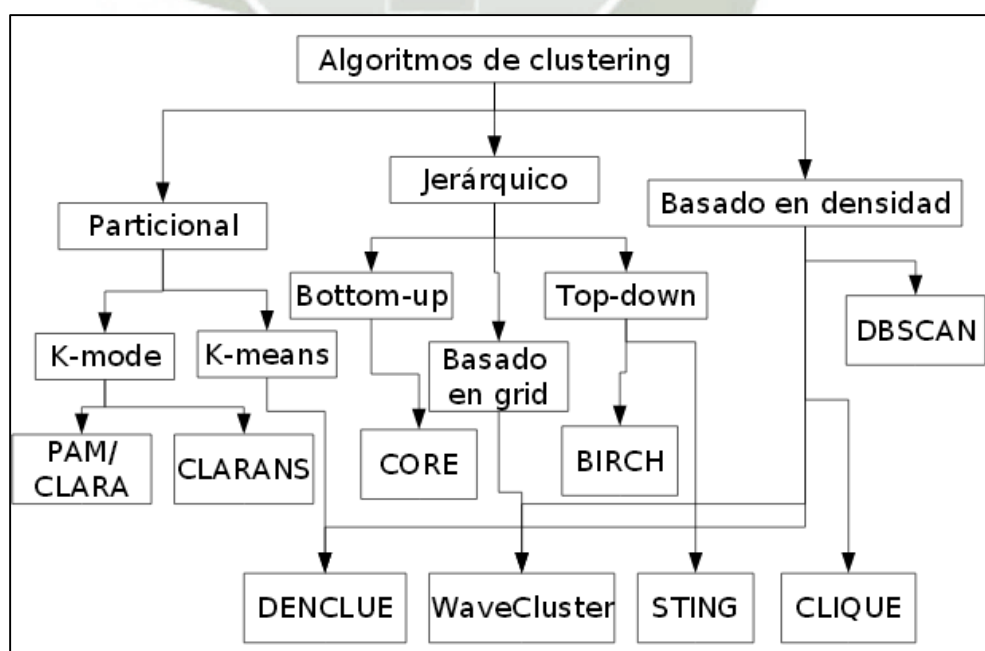 Algoritmos de clustering
Jerárquico
Basado en densidad
Particional
Bottom-up
Top-down
DBSCAN
K-mode
K-means
Basado
en grid
PAM/
CLARA
CLARANS
CORE
BIRCH
DENCLUE
WaveCluster
STING
CLIQUE